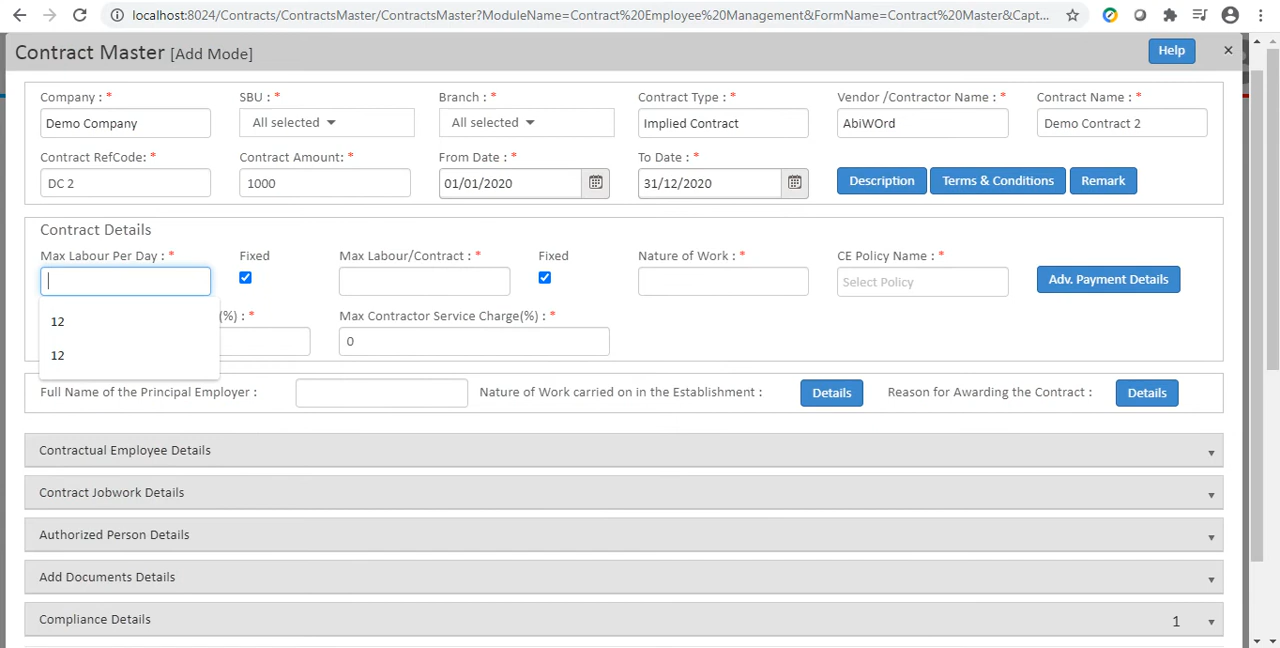 localhost:8024/Contracts/ContractsMaster/ContractsMaster?ModuleName=Contract%20Employee%20Management&FormName=Contract%20Master&Capt...
Contract Master [Add Mode] Help ×
Company : * SBU : * Branch : * Contract Type : * Vendor /Contractor Name : * Contract Name : *
Demo Company All selected All selected Implied Contract AbiWOrd Demo Contract 2
Contract RefCode: * Contract Amount: * From Date : * To Date : *
DC 2 1000 01/01/2020 31/12/2020 Description Terms & Conditions Remark
Contract Details
Max Labour Per Day : * Fixed Max Labour/Contract : * Fixed Nature of Work : * CE Policy Name : *
Select Policy Adv. Payment Details
12
(%) : * Max Contractor Service Charge(%) : *
0
12
Full Name of the Principal Employer : Nature of Work carried on in the Establishment : Details Reason for Awarding the Contract : Details
Contractual Employee Details
Contract Jobwork Details
Authorized Person Details
Add Documents Details
Compliance Details 1